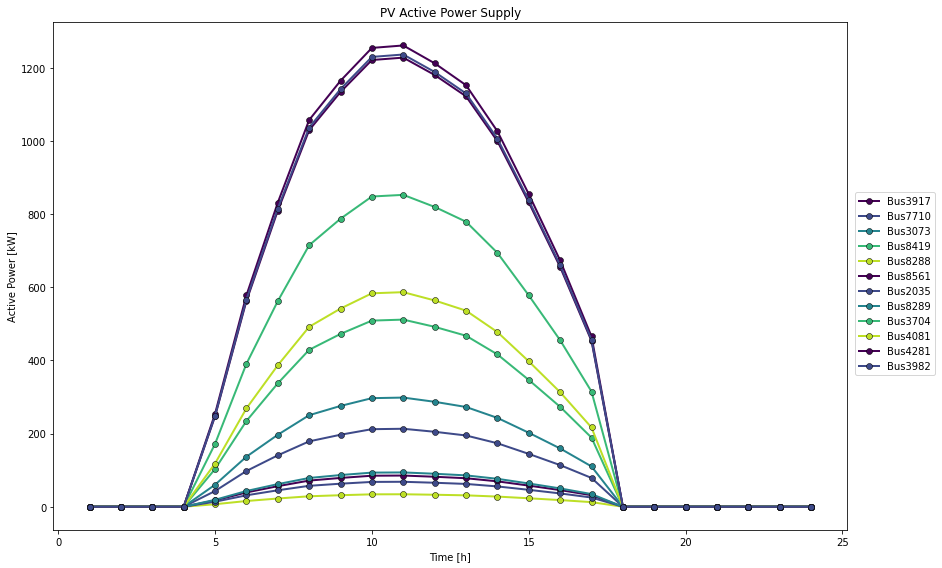 PV Active Power Supply
Active Power [kW]
1200
1000
800
600
400
200
0
0
5
10
15
20
25
Time [h]
Bus3917
Bus7710
Bus3073
Bus8419
Bus8288
Bus8561
Bus2035
Bus8289
Bus3704
Bus4081
Bus4281
Bus3982